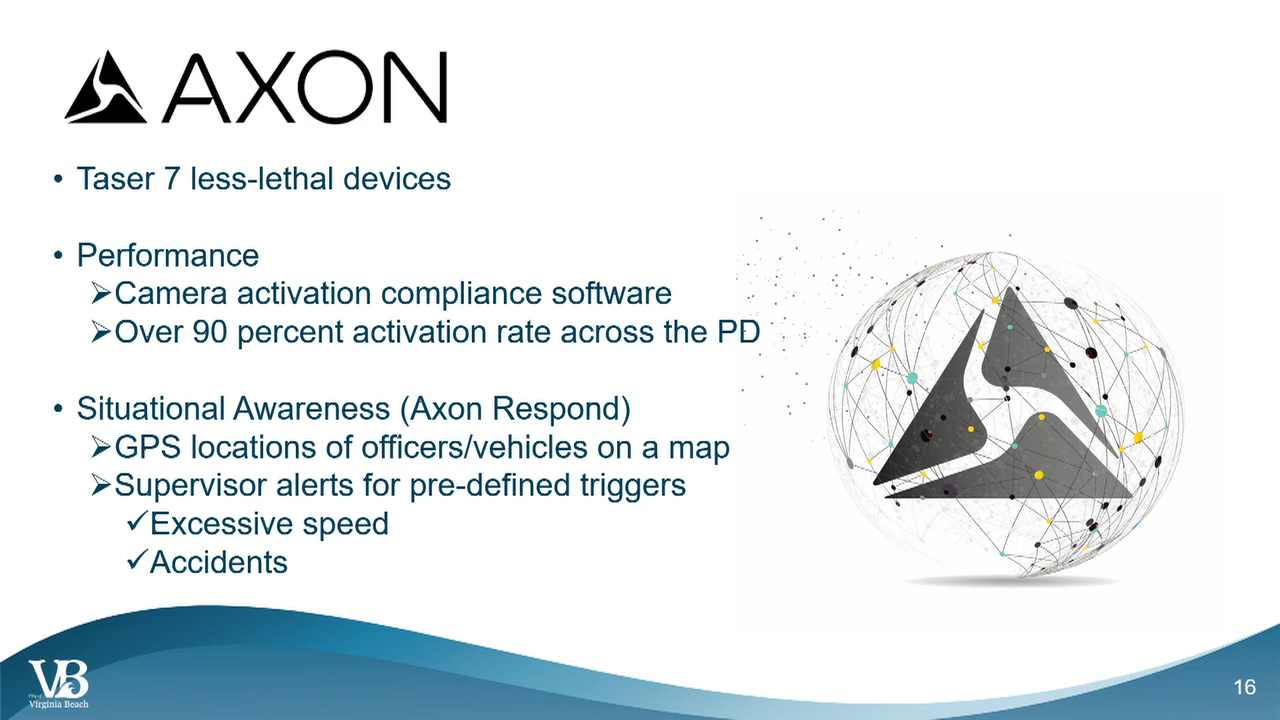 AXON
• Taser 7 less-lethal devices
• Performance
➢Camera activation compliance software
➢Over 90 percent activation rate across the PD
• Situational Awareness (Axon Respond)
➢GPS locations of officers/vehicles on a map
➢Supervisor alerts for pre-defined triggers
✓Excessive speed
✓Accidents
VB
City of
Virginia Beach
16